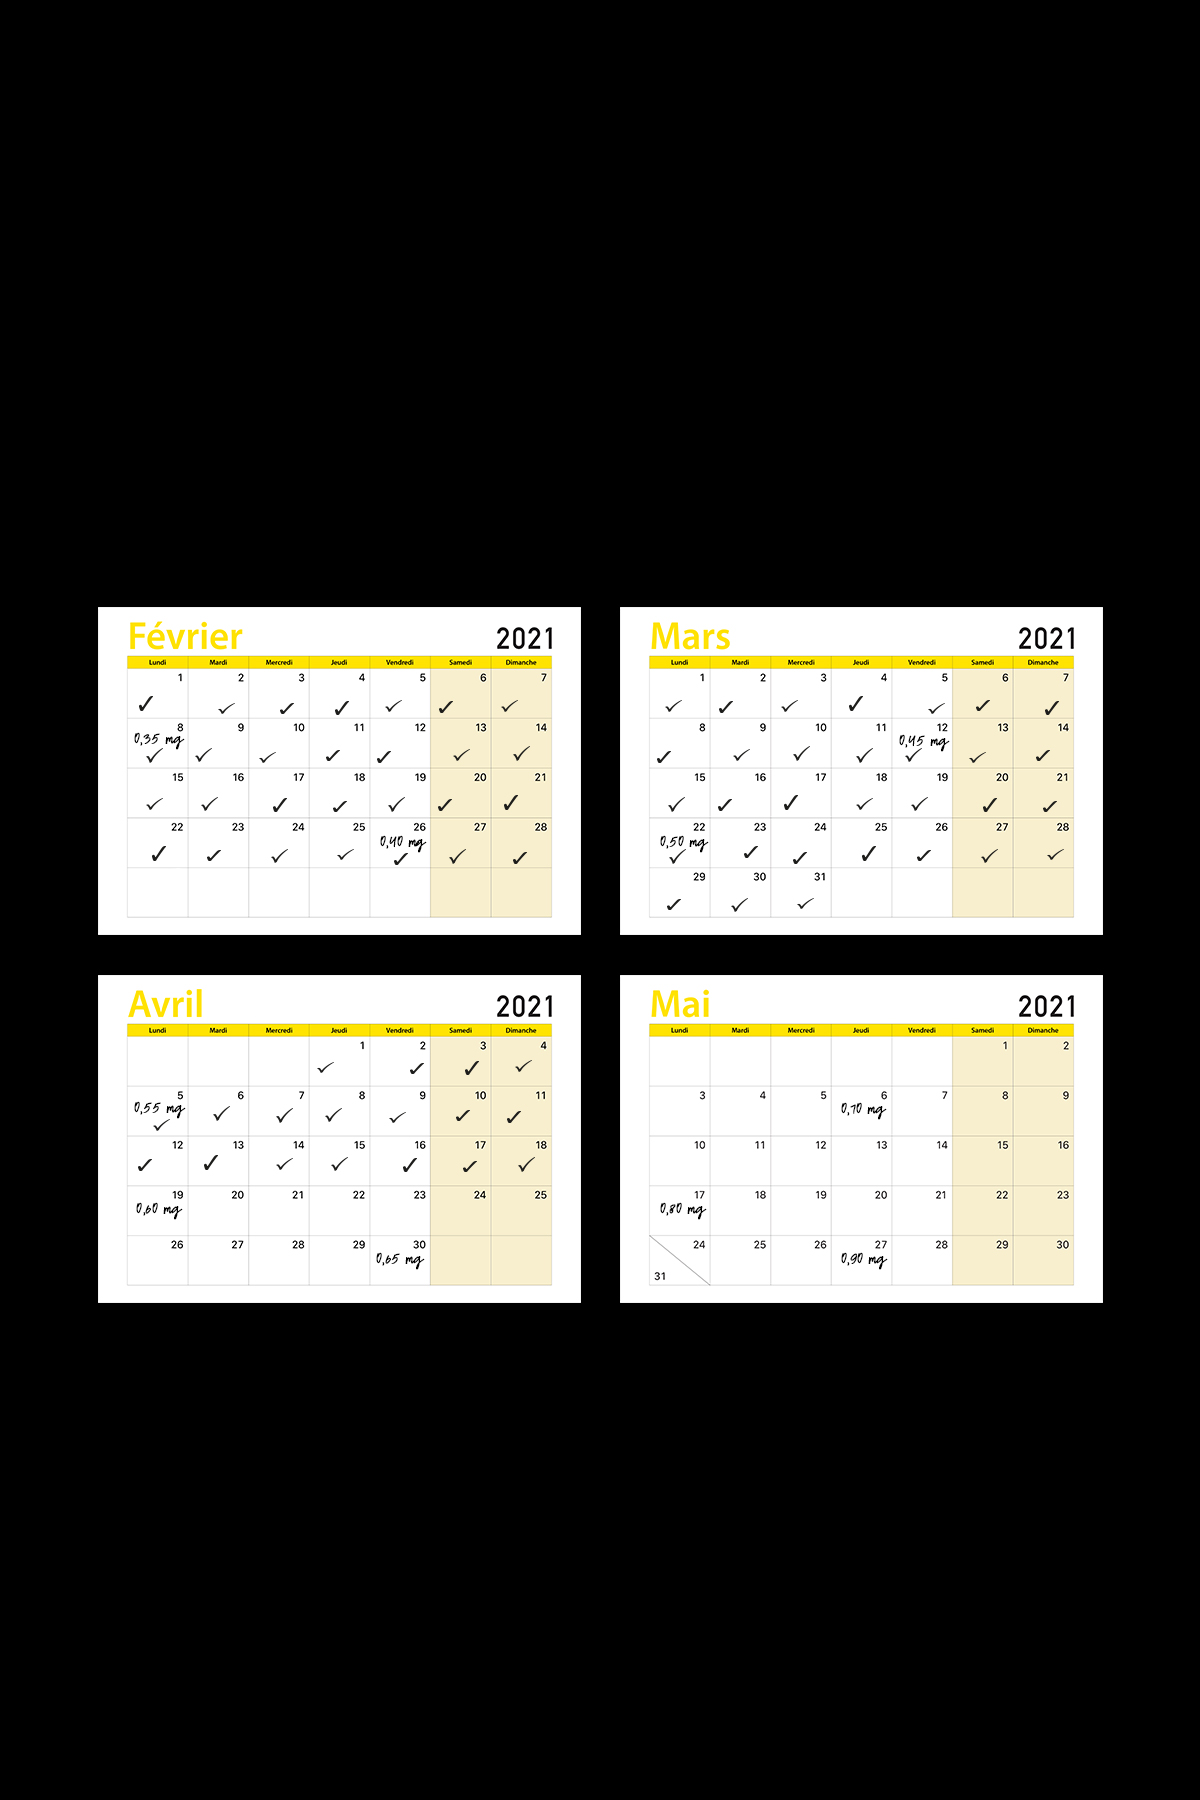 Février 2021
Lundi Mardi Mercredi Jeudi Vendredi Samedi Dimanche
1 2 3 4 5 6 7
8 9 10 11 12 13 14
0,35 mg
15 16 17 18 19 20 21
22 23 24 25 26 27 28
0,40 mg
Mars 2021
Lundi Mardi Mercredi Jeudi Vendredi Samedi Dimanche
1 2 3 4 5 6 7
8 9 10 11 12 13 14
0,45 mg
15 16 17 18 19 20 21
22 23 24 25 26 27 28
0,50 mg
29 30 31
Avril 2021
Lundi Mardi Mercredi Jeudi Vendredi Samedi Dimanche
1 2 3 4
5 6 7 8 9 10 11
0,55 mg
12 13 14 15 16 17 18
19 20 21 22 23 24 25
0,60 mg
26 27 28 29 30
0,65 mg
Mai 2021
Lundi Mardi Mercredi Jeudi Vendredi Samedi Dimanche
1 2
3 4 5 6 7 8 9
0,70 mg
10 11 12 13 14 15 16
17 18 19 20 21 22 23
0,80 mg
24 25 26 27 28 29 30
0,90 mg
31